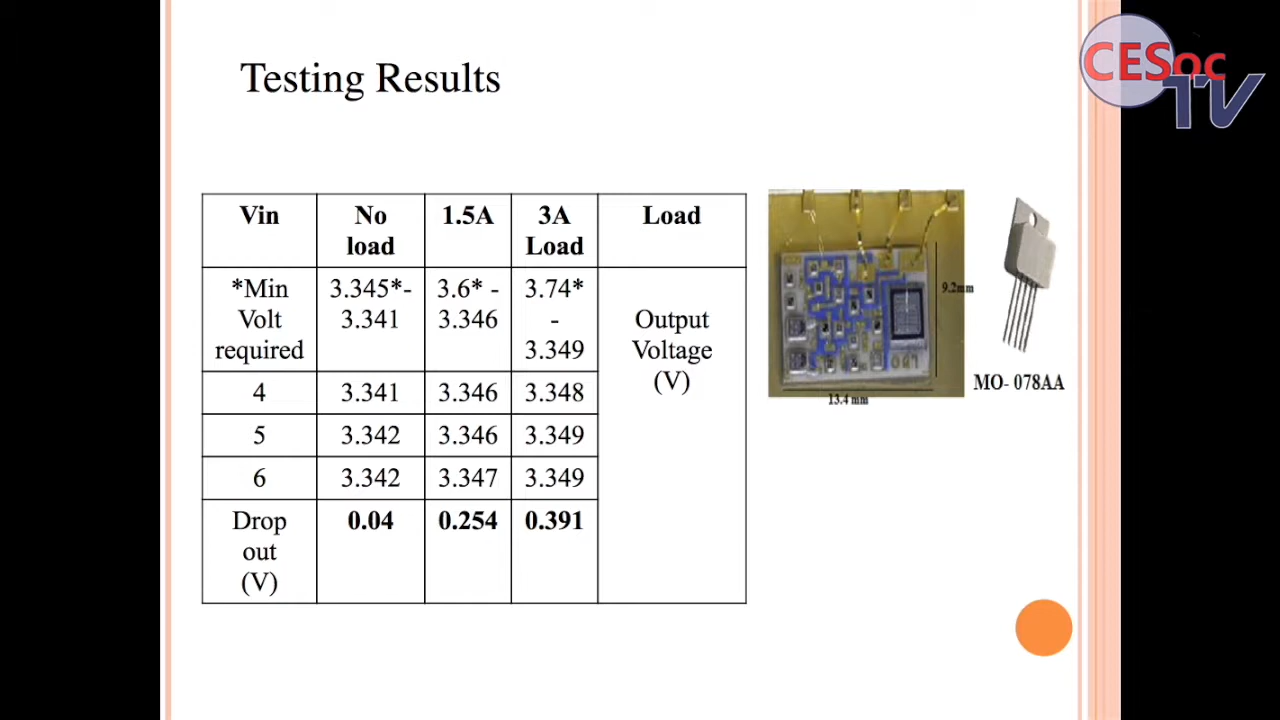 CESoc
TV
Testing Results
Vin No load 1.5A 3A Load Load
*Min Volt required 3.345*- 3.341 3.6* - 3.346 3.74* - 3.349 Output Voltage (V)
4 3.341 3.346 3.348
5 3.342 3.346 3.349
6 3.342 3.347 3.349
Drop out (V) 0.04 0.254 0.391
9.2mm
13.4 mm
MO- 078AA